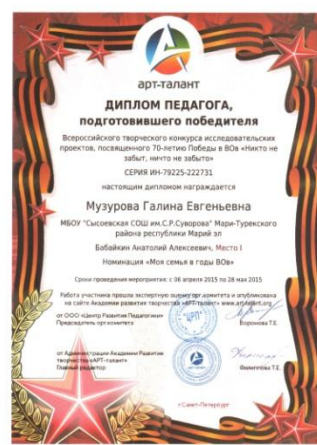 арт-талант
ДИПЛОМ ПЕДАГОГА,
подготовившего победителя
Всероссийского творческого конкурса исследовательских
проектов, посвященного 70-летию Победы в ВОв «Никто не
забыт, ничто не забыто»
СЕРИЯ ИН-79225-222731
настоящим дипломом награждается
Музурова Галина Евгеньевна
МБОУ "Сысоевская СОШ им.С.Р.Суворова" Мари-Турекского
района республики Марий эл
Бабайкин Анатолий Алексеевич, Место I
Номинация «Моя семья в годы ВОв»
Сроки проведения мероприятия: с 06 апреля 2015 по 28 мая 2015
Работа участника прошла экспертную оценку орг.комитета и опубликована
на сайте Академии развития творчества «АРТ-талант» www.art-talant.org
от ООО «Центр Развития Педагогики»
Председатель орг.комитета
"ЦРП"
Воронова Т.Е.
от Администрации Академии Развития
творчества «АРТ-талант»
Главный редактор
Филиппова Т.Е.
г.Санкт-Петербург